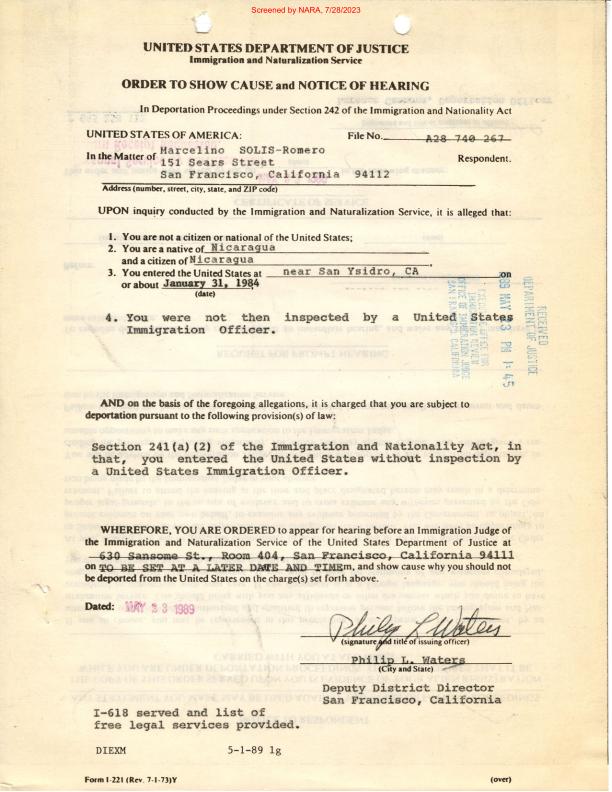 Screened by NARA, 7/28/2023
UNITED STATES DEPARTMENT OF JUSTICE
Immigration and Naturalization Service
ORDER TO SHOW CAUSE and NOTICE OF HEARING
In Deportation Proceedings under Section 242 of the Immigration and Nationality Act
UNITED STATES OF AMERICA:
File No. A28 740 267
In the Matter of Marcelino SOLIS-Romero
Respondent.
151 Sears Street
San Francisco, California 94112
Address (number, street, city, state, and ZIP code)
UPON inquiry conducted by the Immigration and Naturalization Service, it is alleged that:
1. You are not a citizen or national of the United States;
2. You are a native of Nicaragua
and a citizen of Nicaragua
3. You entered the United States at near San Ysidro, CA on
or about January 31, 1984
(date)
4. You were not then inspected by a United States
Immigration Officer.
RECEIVED
DEPARTMENT OF JUSTICE
EXECUTIVE OFFICE FOR
IMMIGRATION REVIEW
OFFICE OF IMMIGRATION JUDGE
SAN FRANCISCO, CALIFORNIA
AND on the basis of the foregoing allegations, it is charged that you are subject to
deportation pursuant to the following provision(s) of law:
Section 241(a)(2) of the Immigration and Nationality Act, in
that, you entered the United States without inspection by
a United States Immigration Officer.
WHEREFORE, YOU ARE ORDERED to appear for hearing before an Immigration Judge of
the Immigration and Naturalization Service of the United States Department of Justice at
630 Sansome St., Room 404, San Francisco, California 94111
on TO BE SET AT A LATER DATE AND TIME m, and show cause why you should not
be deported from the United States on the charge(s) set forth above.
Dated: MAY 23 1989
Philip L Waters
(signature and title of issuing officer)
Philip L. Waters
(City and State)
Deputy District Director
San Francisco, California
I-618 served and list of
free legal services provided.
DIEXM 5-1-89 lg
Form I-221 (Rev. 7-1-73)Y
(over)